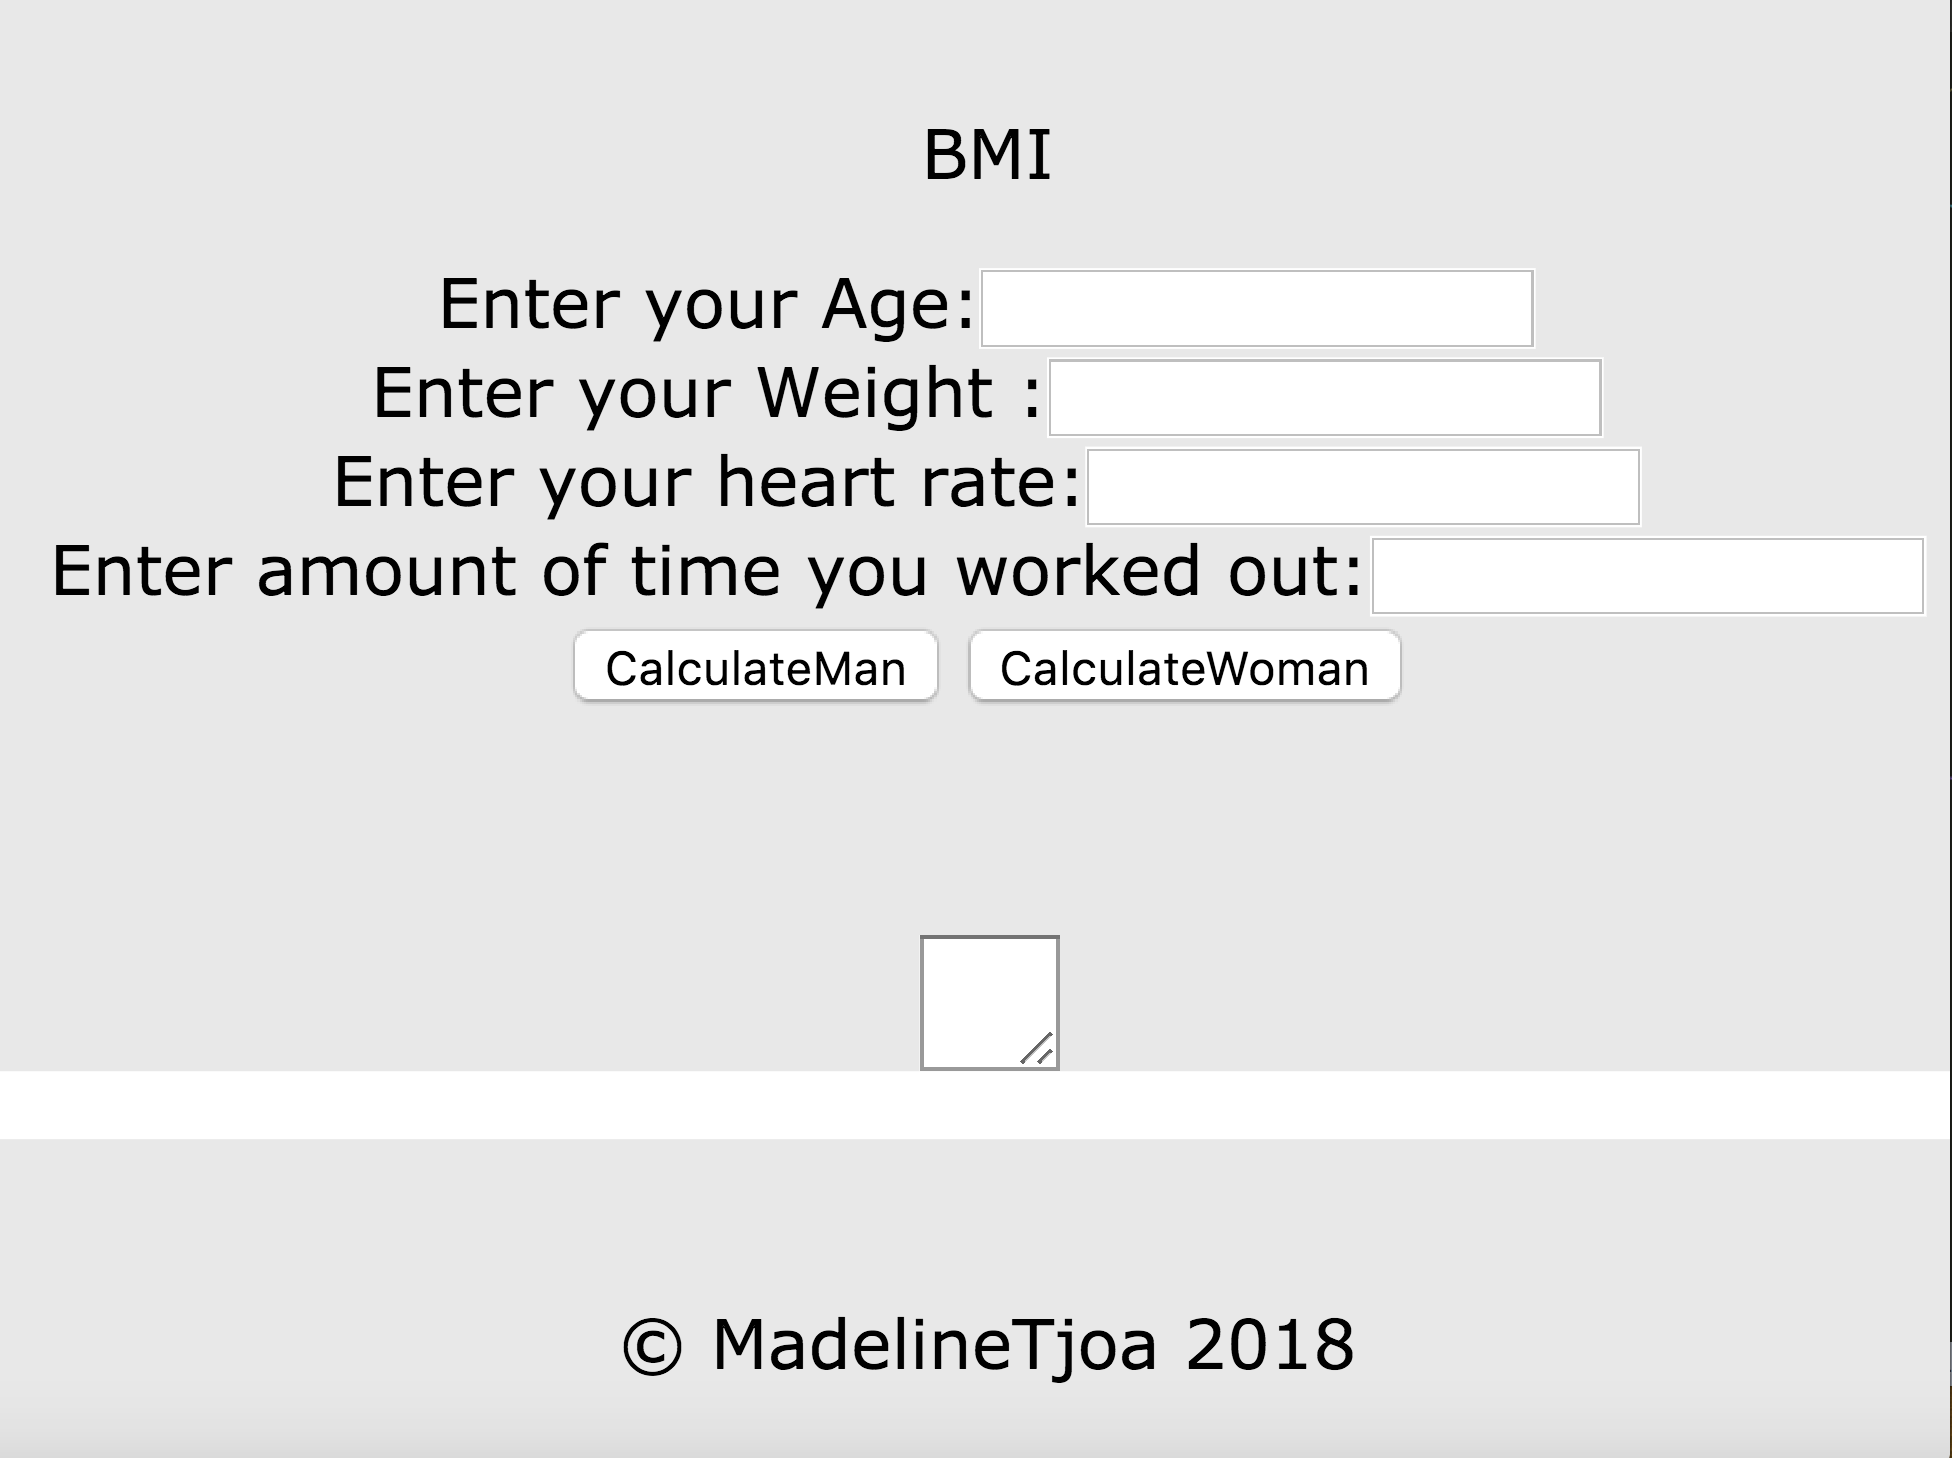 BMI
Enter your Age:
Enter your Weight :
Enter your heart rate:
Enter amount of time you worked out:
CalculateMan CalculateWoman
© MadelineTjoa 2018